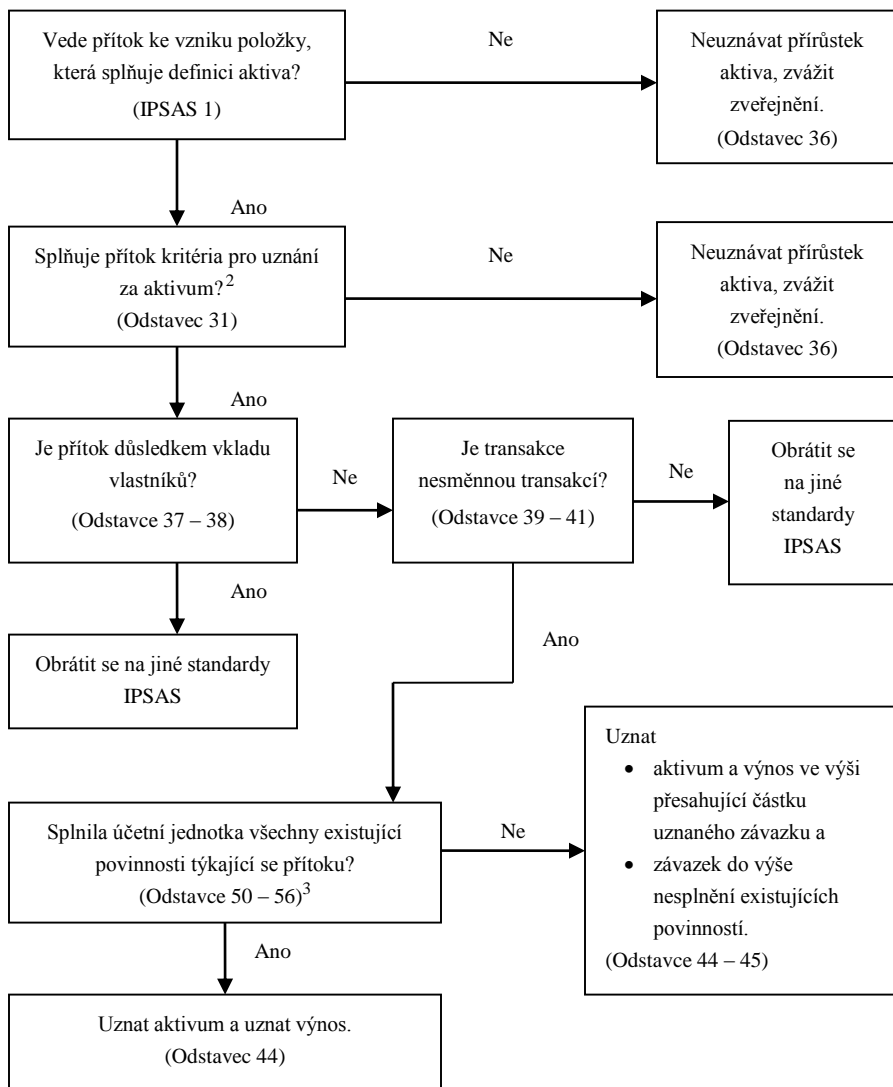 Vede přítok ke vzniku položky,
která splňuje definici aktiva?
(IPSAS 1)
Ne
Neuznávat přírůstek
aktiva, zvážit
zveřejnění.
(Odstavec 36)
Ano
Splňuje přítok kritéria pro uznání
za aktivum?2
(Odstavec 31)
Ne
Neuznávat přírůstek
aktiva, zvážit
zveřejnění.
(Odstavec 36)
Ano
Je přítok důsledkem vkladu
vlastníků?
(Odstavce 37 – 38)
Ne
Je transakce
nesměnnou transakcí?
(Odstavce 39 – 41)
Ne
Obrátit se
na jiné
standardy
IPSAS
Ano
Obrátit se na jiné standardy
IPSAS
Ano
Splnila účetní jednotka všechny existující
povinnosti týkající se přítoku?
(Odstavce 50 – 56)3
Ne
Uznat
• aktivum a výnos ve výši
přesahující částku
uznaného závazku a
• závazek do výše
nesplnění existujících
povinností.
(Odstavce 44 – 45)
Ano
Uznat aktivum a uznat výnos.
(Odstavec 44)